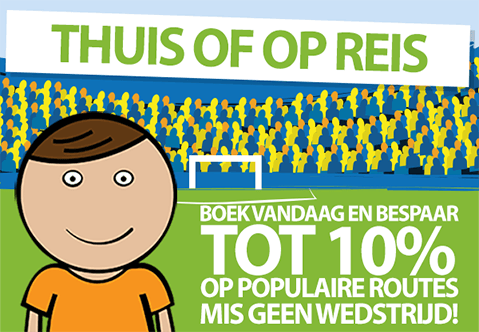 THUIS OF OP REIS
BOEK VANDAAG EN BESPAAR
TOT 10%
OP POPULAIRE ROUTES
MIS GEEN WEDSTRIJD!